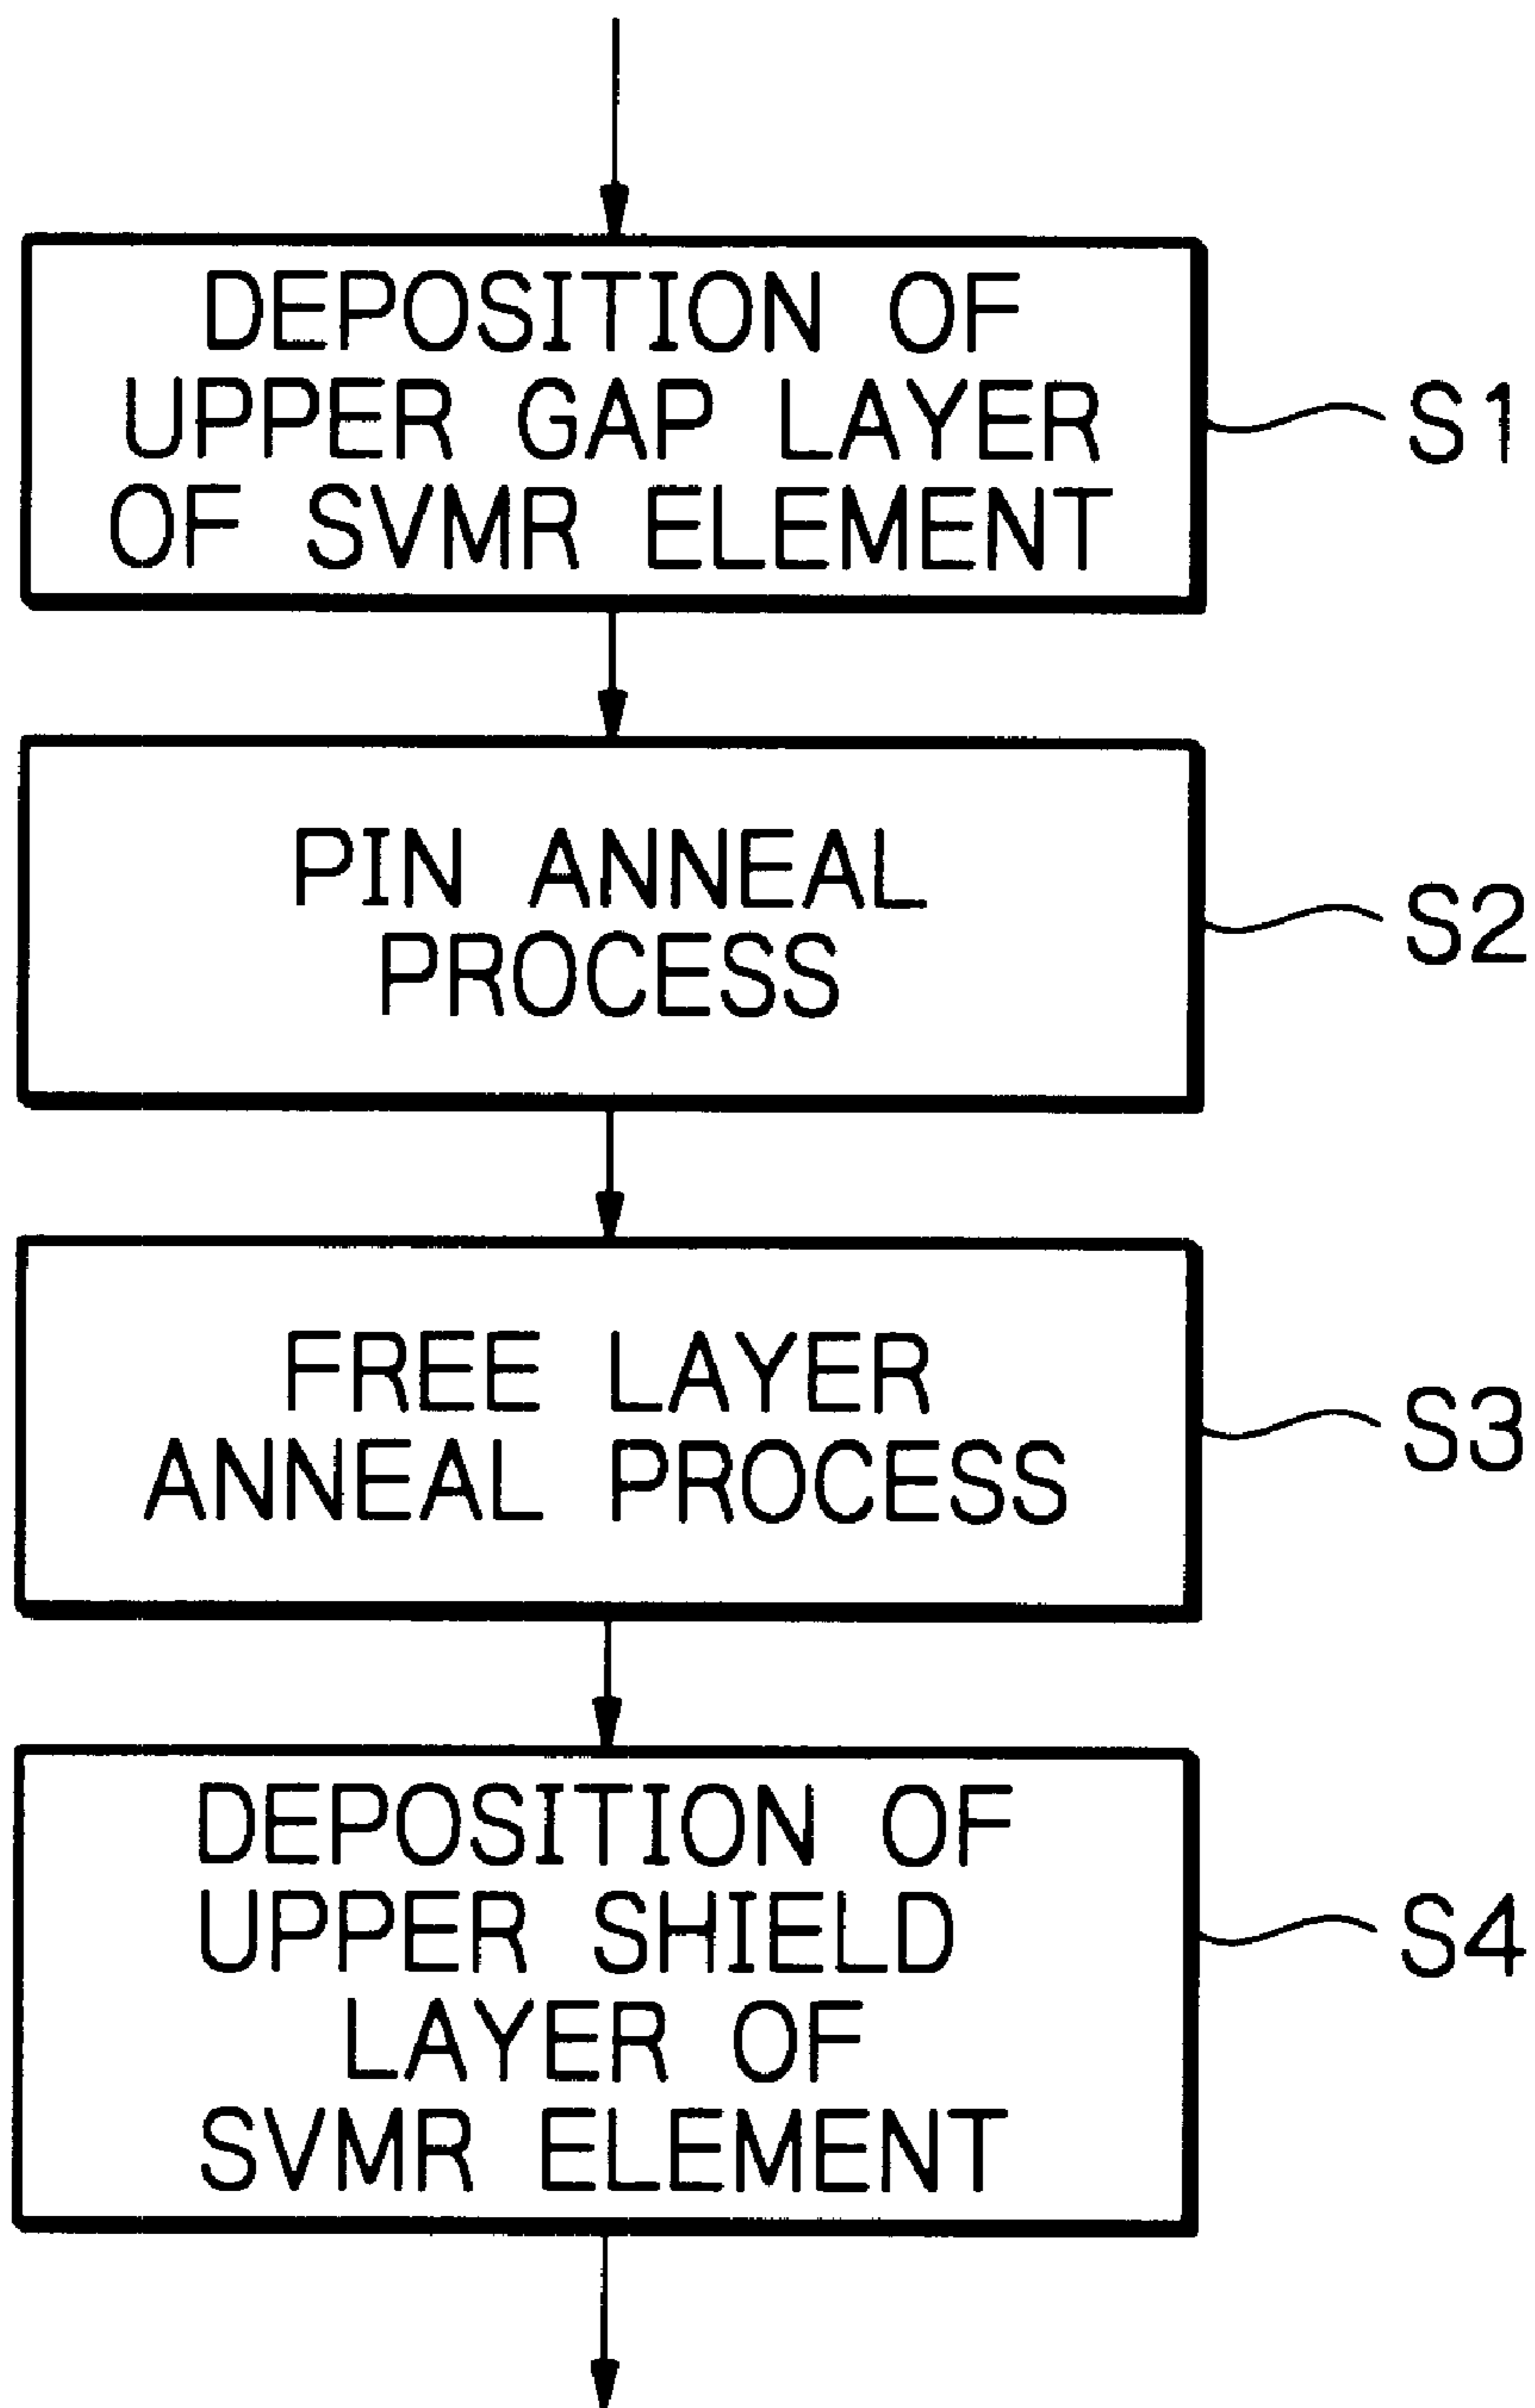 DEPOSITION OF
UPPER GAP LAYER
OF SVMR ELEMENT
S1
PIN ANNEAL
PROCESS
S2
FREE LAYER
ANNEAL PROCESS
S3
DEPOSITION OF
UPPER SHIELD
LAYER OF
SVMR ELEMENT
S4